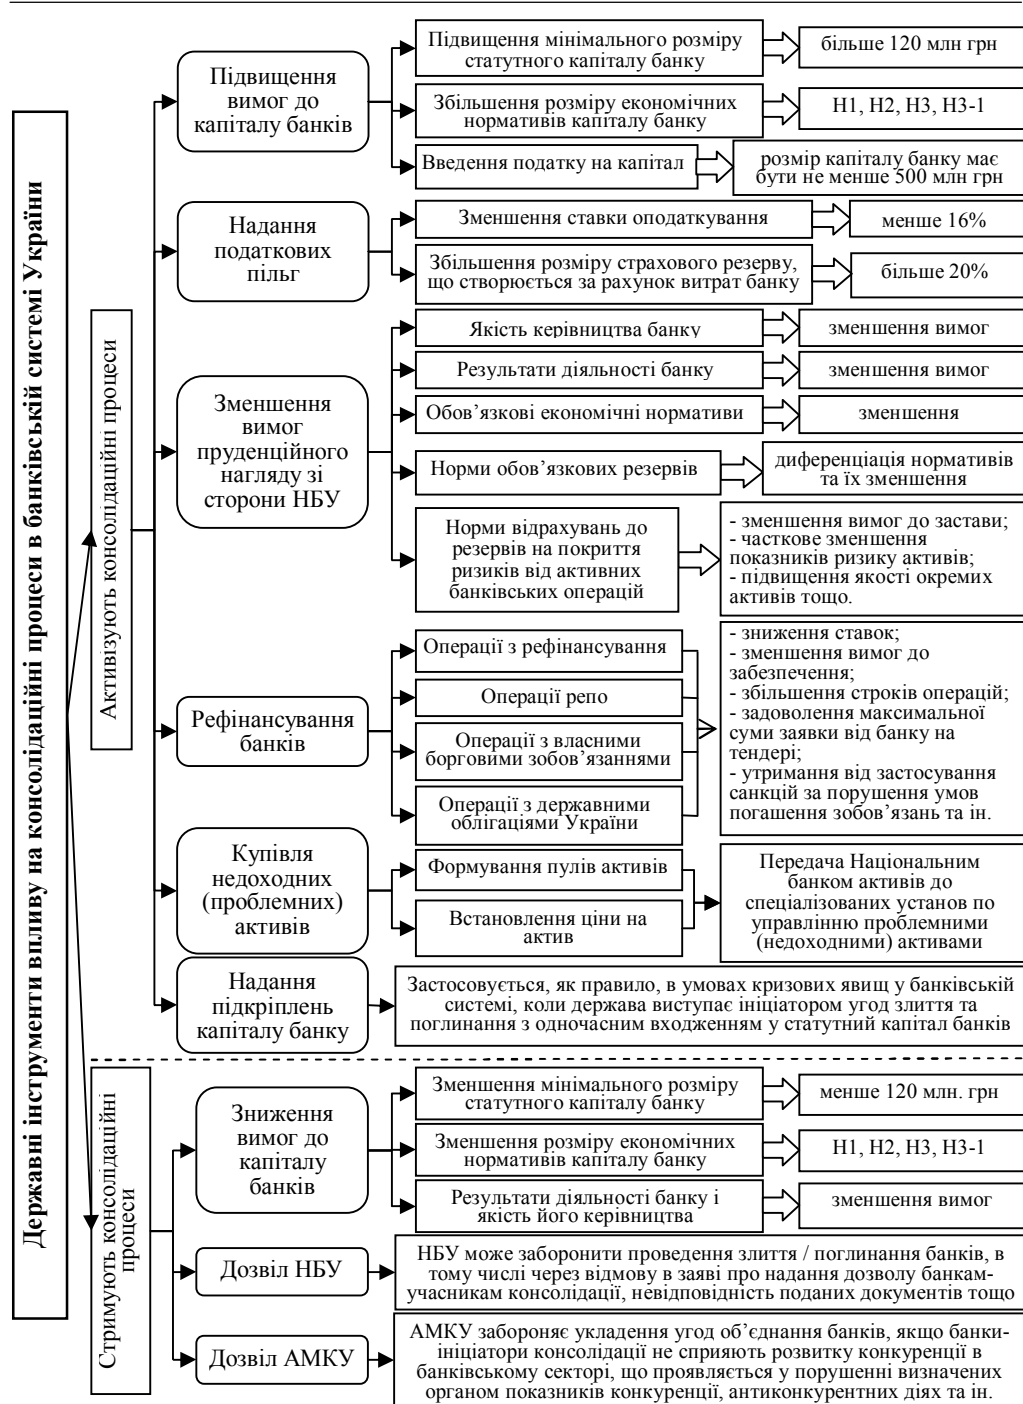 Державні інструменти впливу на консолідаційні процеси в банківській системі України
Активізують консолідаційні процеси
Підвищення
вимог до
капіталу банків
Підвищення мінімального розміру
статутного капіталу банку
більше 120 млн грн
Збільшення розміру економічних
нормативів капіталу банку
Н1, Н2, Н3, Н3-1
Введення податку на капітал
розмір капіталу банку має
бути не менше 500 млн грн
Надання
податкових
пільг
Зменшення ставки оподаткування
менше 16%
Збільшення розміру страхового резерву,
що створюється за рахунок витрат банку
більше 20%
Зменшення
вимог
пруденційного
нагляду зі
сторони НБУ
Якість керівництва банку
зменшення вимог
Результати діяльності банку
зменшення вимог
Обов’язкові економічні нормативи
зменшення
Норми обов’язкових резервів
диференціація нормативів
та їх зменшення
Норми відрахувань до
резервів на покриття
ризиків від активних
банківських операцій
- зменшення вимог до застави;
- часткове зменшення
показників ризику активів;
- підвищення якості окремих
активів тощо.
Рефінансування
банків
Операції з рефінансування
Операції репо
Операції з власними
борговими зобов’язаннями
Операції з державними
облігаціями України
- зниження ставок;
- зменшення вимог до
забезпечення;
- збільшення строків операцій;
- задоволення максимальної
суми заявки від банку на
тендері;
- утримання від застосування
санкцій за порушення умов
погашення зобов’язань та ін.
Купівля
недоходних
(проблемних)
активів
Формування пулів активів
Встановлення ціни на
актив
Передача Національним
банком активів до
спеціалізованих установ по
управлінню проблемними
(недоходними) активами
Надання
підкріплень
капіталу банку
Застосовується, як правило, в умовах кризових явищ у банківській
системі, коли держава виступає ініціатором угод злиття та
поглинання з одночасним входженням у статутний капітал банків
Стримують консолідаційні
процеси
Зниження
вимог до
капіталу
банків
Зменшення мінімального розміру
статутного капіталу банку
менше 120 млн. грн
Зменшення розміру економічних
нормативів капіталу банку
Н1, Н2, Н3, Н3-1
Результати діяльності банку і
якість його керівництва
зменшення вимог
Дозвіл НБУ
НБУ може заборонити проведення злиття / поглинання банків, в
тому числі через відмову в заяві про надання дозволу банкам-
учасникам консолідації, невідповідність поданих документів тощо
Дозвіл АМКУ
АМКУ забороняє укладення угод об’єднання банків, якщо банки-
ініціатори консолідації не сприяють розвитку конкуренції в
банківському секторі, що проявляється у порушенні визначених
органом показників конкуренції, антиконкурентних діях та ін.